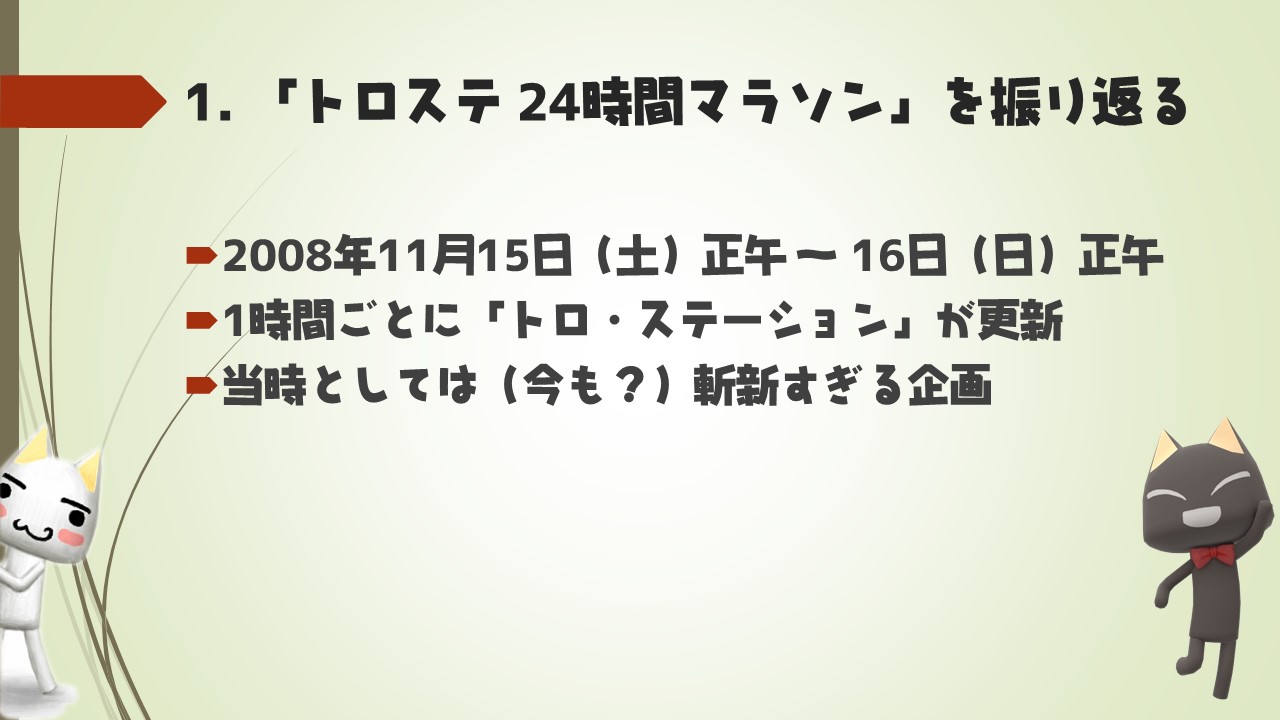 1. 「トロステ 24時間マラソン」を振り返る
2008年11月15日（土）正午 ～ 16日（日）正午
1時間ごとに「トロ・ステーション」が更新
当時としては（今も？）斬新すぎる企画